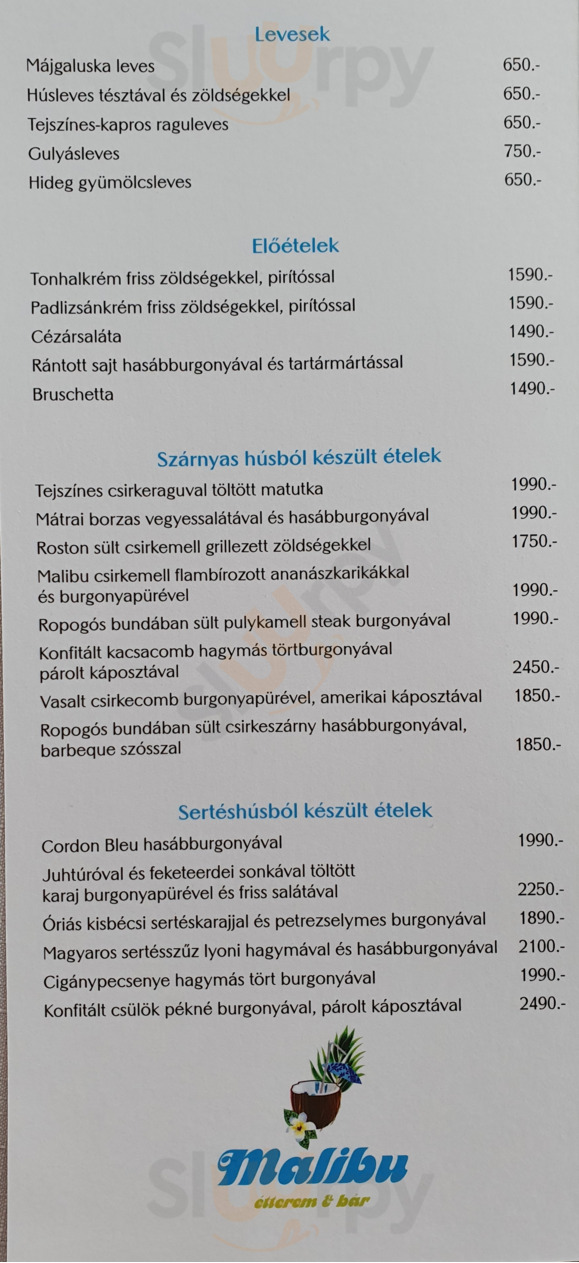 Levesek
Májgaluska leves 650.-
Húsleves tésztával és zöldségekkel 650.-
Tejszínes-kapros raguleves 650.-
Gulyásleves 750.-
Hideg gyümölcsleves 650.-
Előételek
Tonhalkrém friss zöldségekkel, pirítóssal 1590.-
Padlizsánkrém friss zöldségekkel, pirítóssal 1590.-
Cézársaláta 1490.-
Rántott sajt hasábburgonyával és tartármártással 1590.-
Bruschetta 1490.-
Szárnyas húsból készült ételek
Tejszínes csirkeraguval töltött matutka 1990.-
Mátrai borzas vegyessalátával és hasábburgonyával 1990.-
Roston sült csirkemell grillezett zöldségekkel 1750.-
Malibu csirkemell flambírozott ananászkarikákkal
és burgonyapürével 1990.-
Ropogós bundában sült pulykamell steak burgonyával 1990.-
Konfitált kacsacomb hagymás törtburgonyával
párolt káposztával 2450.-
Vasalt csirkecomb burgonyapürével, amerikai káposztával 1850.-
Ropogós bundában sült csirkeszárny hasábburgonyával,
barbeque szósszal 1850.-
Sertéshúsból készült ételek
Cordon Bleu hasábburgonyával 1990.-
Juhtúróval és feketeerdei sonkával töltött
karaj burgonyapürével és friss salátával 2250.-
Óriás kisbécsi sertéskarajjal és petrezselymes burgonyával 1890.-
Magyaros sertésszűz lyoni hagymával és hasábburgonyával 2100.-
Cigánypecsenye hagymás tört burgonyával 1990.-
Konfitált csülök pékné burgonyával, párolt káposztával 2490.-
Malibu
étterem & bár
Sluurpy
Sluurpy
Sluurpy